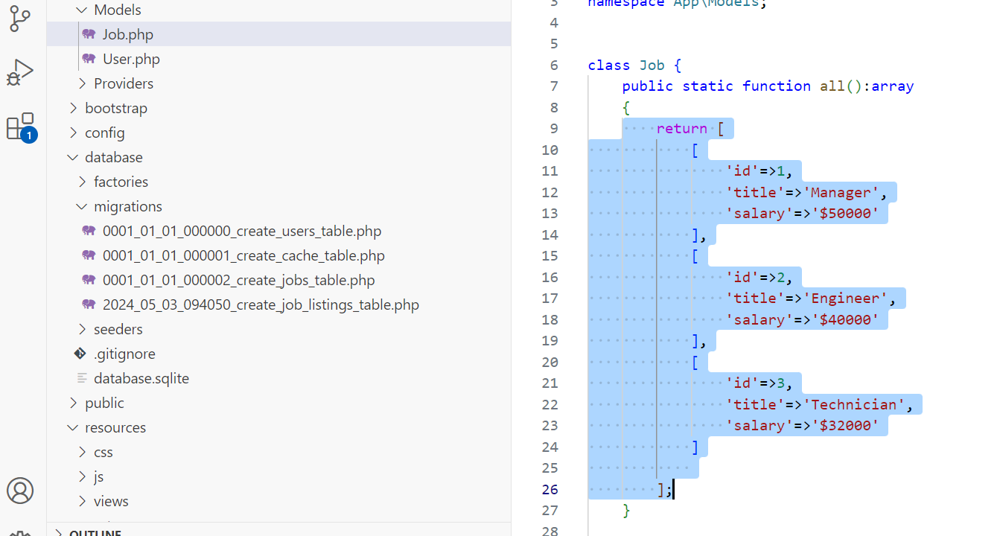 Models
Job.php
User.php
Providers
bootstrap
config
1
database
factories
migrations
0001_01_01_000000_create_users_table.php
0001_01_01_000001_create_cache_table.php
0001_01_01_000002_create_jobs_table.php
2024_05_03_094050_create_job_listings_table.php
seeders
.gitignore
database.sqlite
public
resources
css
js
views
OUTLINE
3 namespace App\Models;
4
5
6 class Job {
7     public static function all():array
8     {
9         return [
10             [
11                 'id'=>1,
12                 'title'=>'Manager',
13                 'salary'=>'$50000'
14             ],
15             [
16                 'id'=>2,
17                 'title'=>'Engineer',
18                 'salary'=>'$40000'
19             ],
20             [
21                 'id'=>3,
22                 'title'=>'Technician',
23                 'salary'=>'$32000'
24             ]
25
26         ];
27     }
28